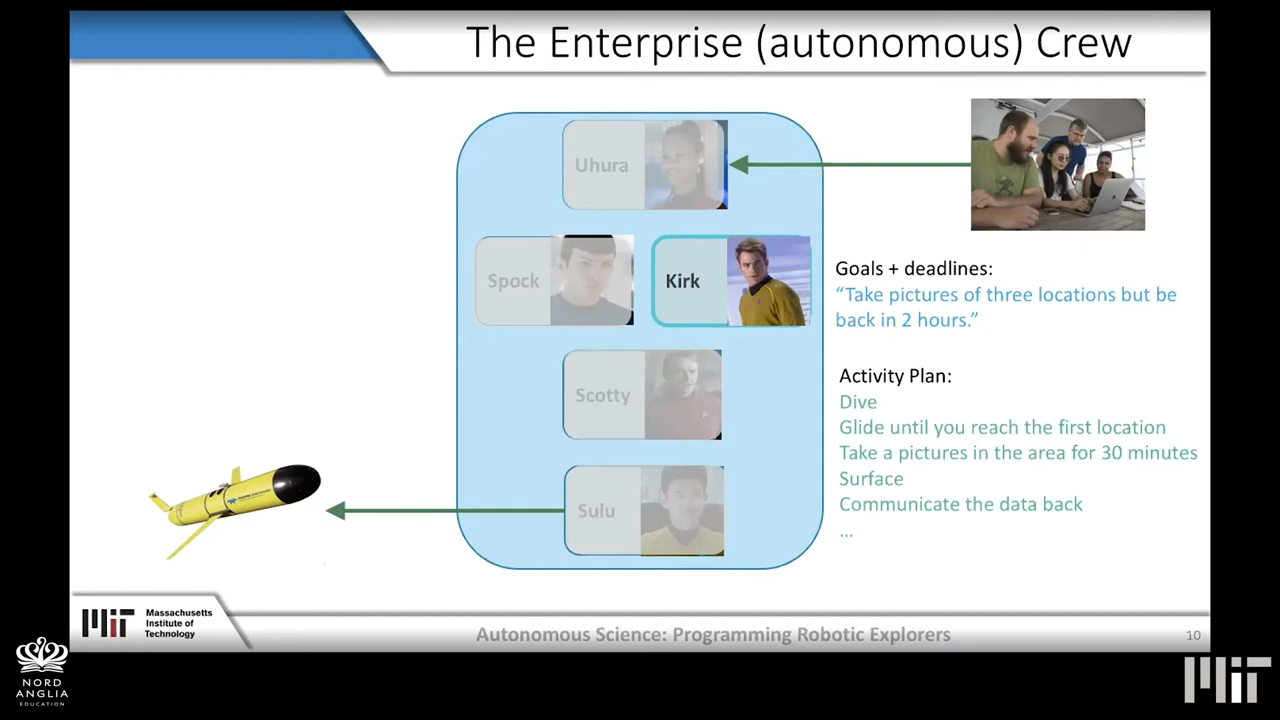 The Enterprise (autonomous) Crew
Uhura
Spock
Kirk
Scotty
Sulu
Goals + deadlines:
“Take pictures of three locations but be
back in 2 hours.”
Activity Plan:
Dive
Glide until you reach the first location
Take a pictures in the area for 30 minutes
Surface
Communicate the data back
...
MIT
Massachusetts
Institute of
Technology
Autonomous Science: Programming Robotic Explorers
10
NORD
ANGLIA
EDUCATION
MIT